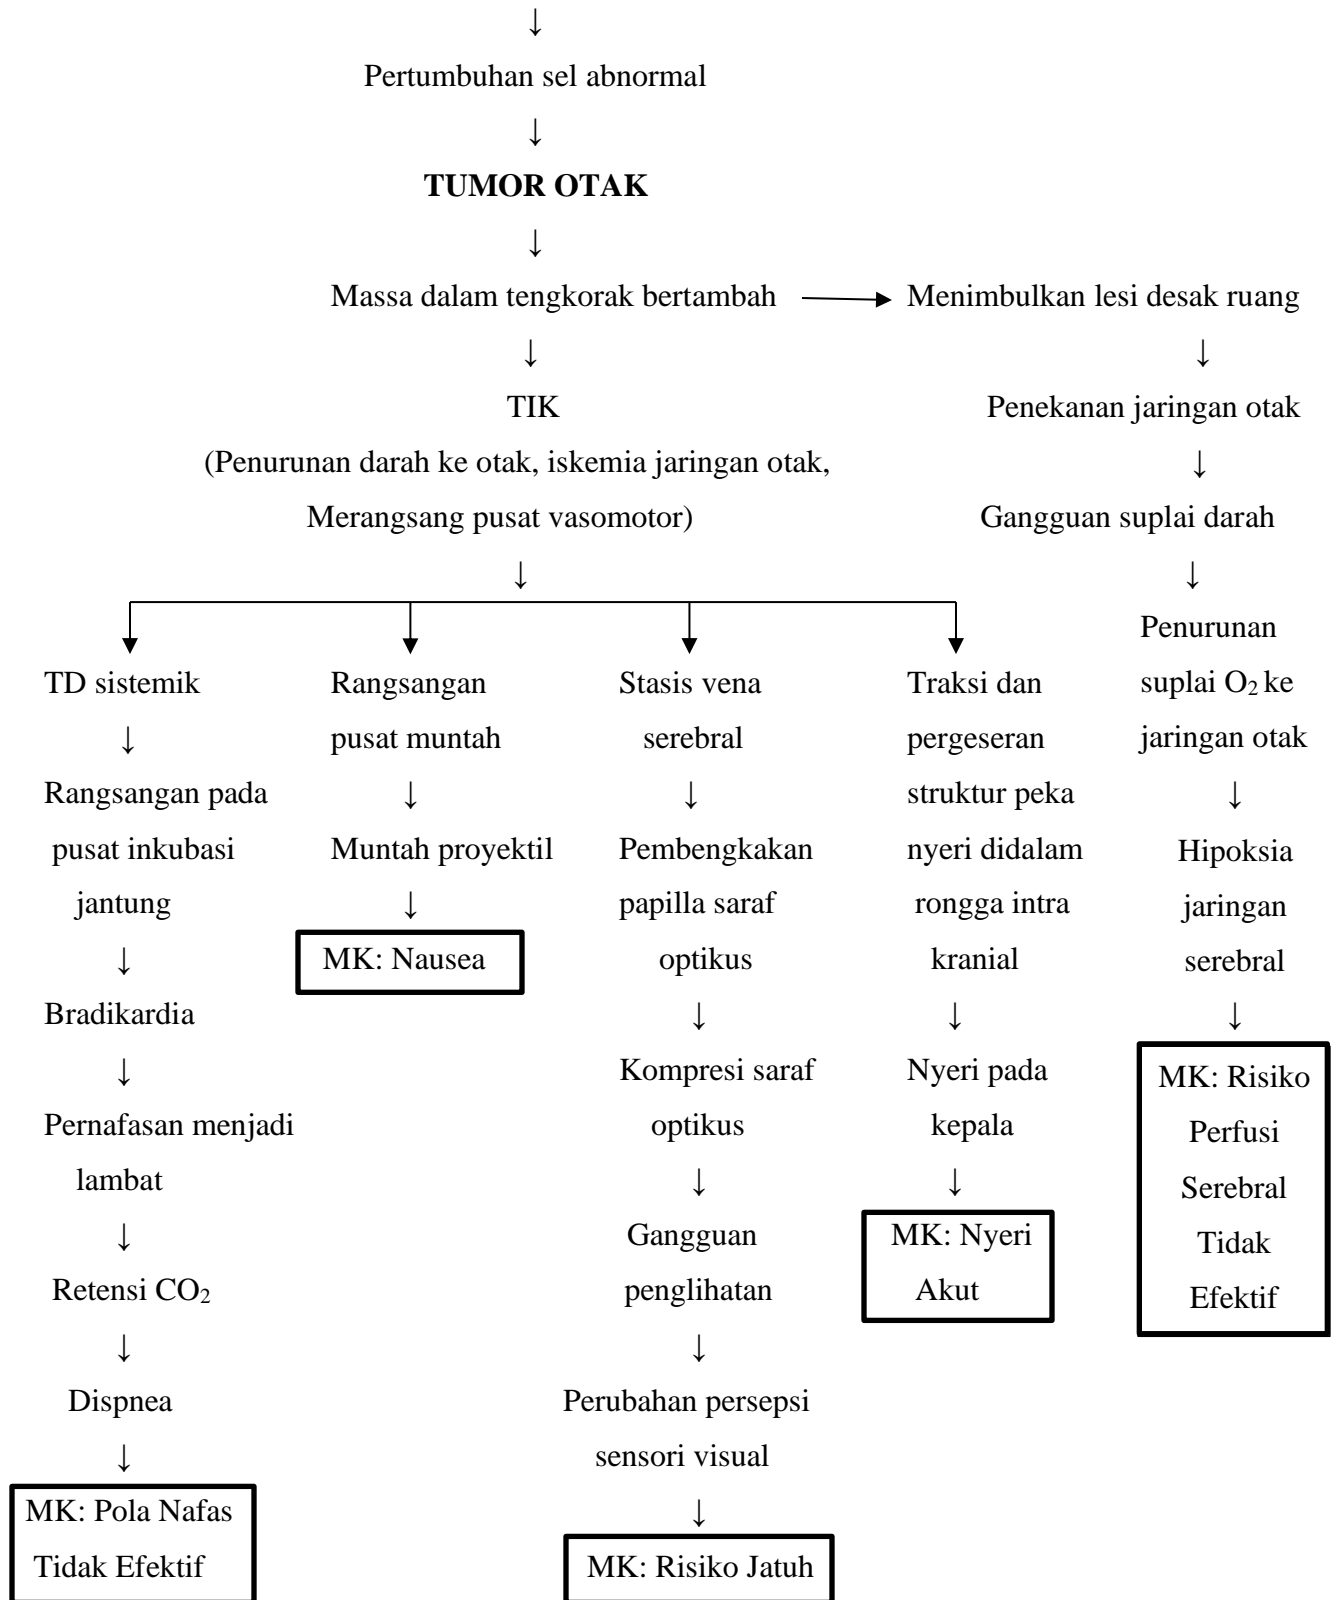 ↓
Pertumbuhan sel abnormal
↓
TUMOR OTAK
↓
Massa dalam tengkorak bertambah → Menimbulkan lesi desak ruang
↓
TIK
(Penurunan darah ke otak, iskemia jaringan otak,
Merangsang pusat vasomotor)
↓
TD sistemik
↓
Rangsangan pada
pusat inkubasi
jantung
↓
Bradikardia
↓
Pernafasan menjadi
lambat
↓
Retensi CO₂
↓
Dispnea
↓
MK: Pola Nafas
Tidak Efektif
Rangsangan
pusat muntah
↓
Muntah proyektil
↓
MK: Nausea
Stasis vena
serebral
↓
Pembengkakan
papilla saraf
optikus
↓
Kompresi saraf
optikus
↓
Gangguan
penglihatan
↓
Perubahan persepsi
sensori visual
↓
MK: Risiko Jatuh
Traksi dan
pergeseran
struktur peka
nyeri didalam
rongga intra
kranial
↓
Nyeri pada
kepala
↓
MK: Nyeri
Akut
↓
Penekanan jaringan otak
↓
Gangguan suplai darah
↓
Penurunan
suplai O₂ ke
jaringan otak
↓
Hipoksia
jaringan
serebral
↓
MK: Risiko
Perfusi
Serebral
Tidak
Efektif